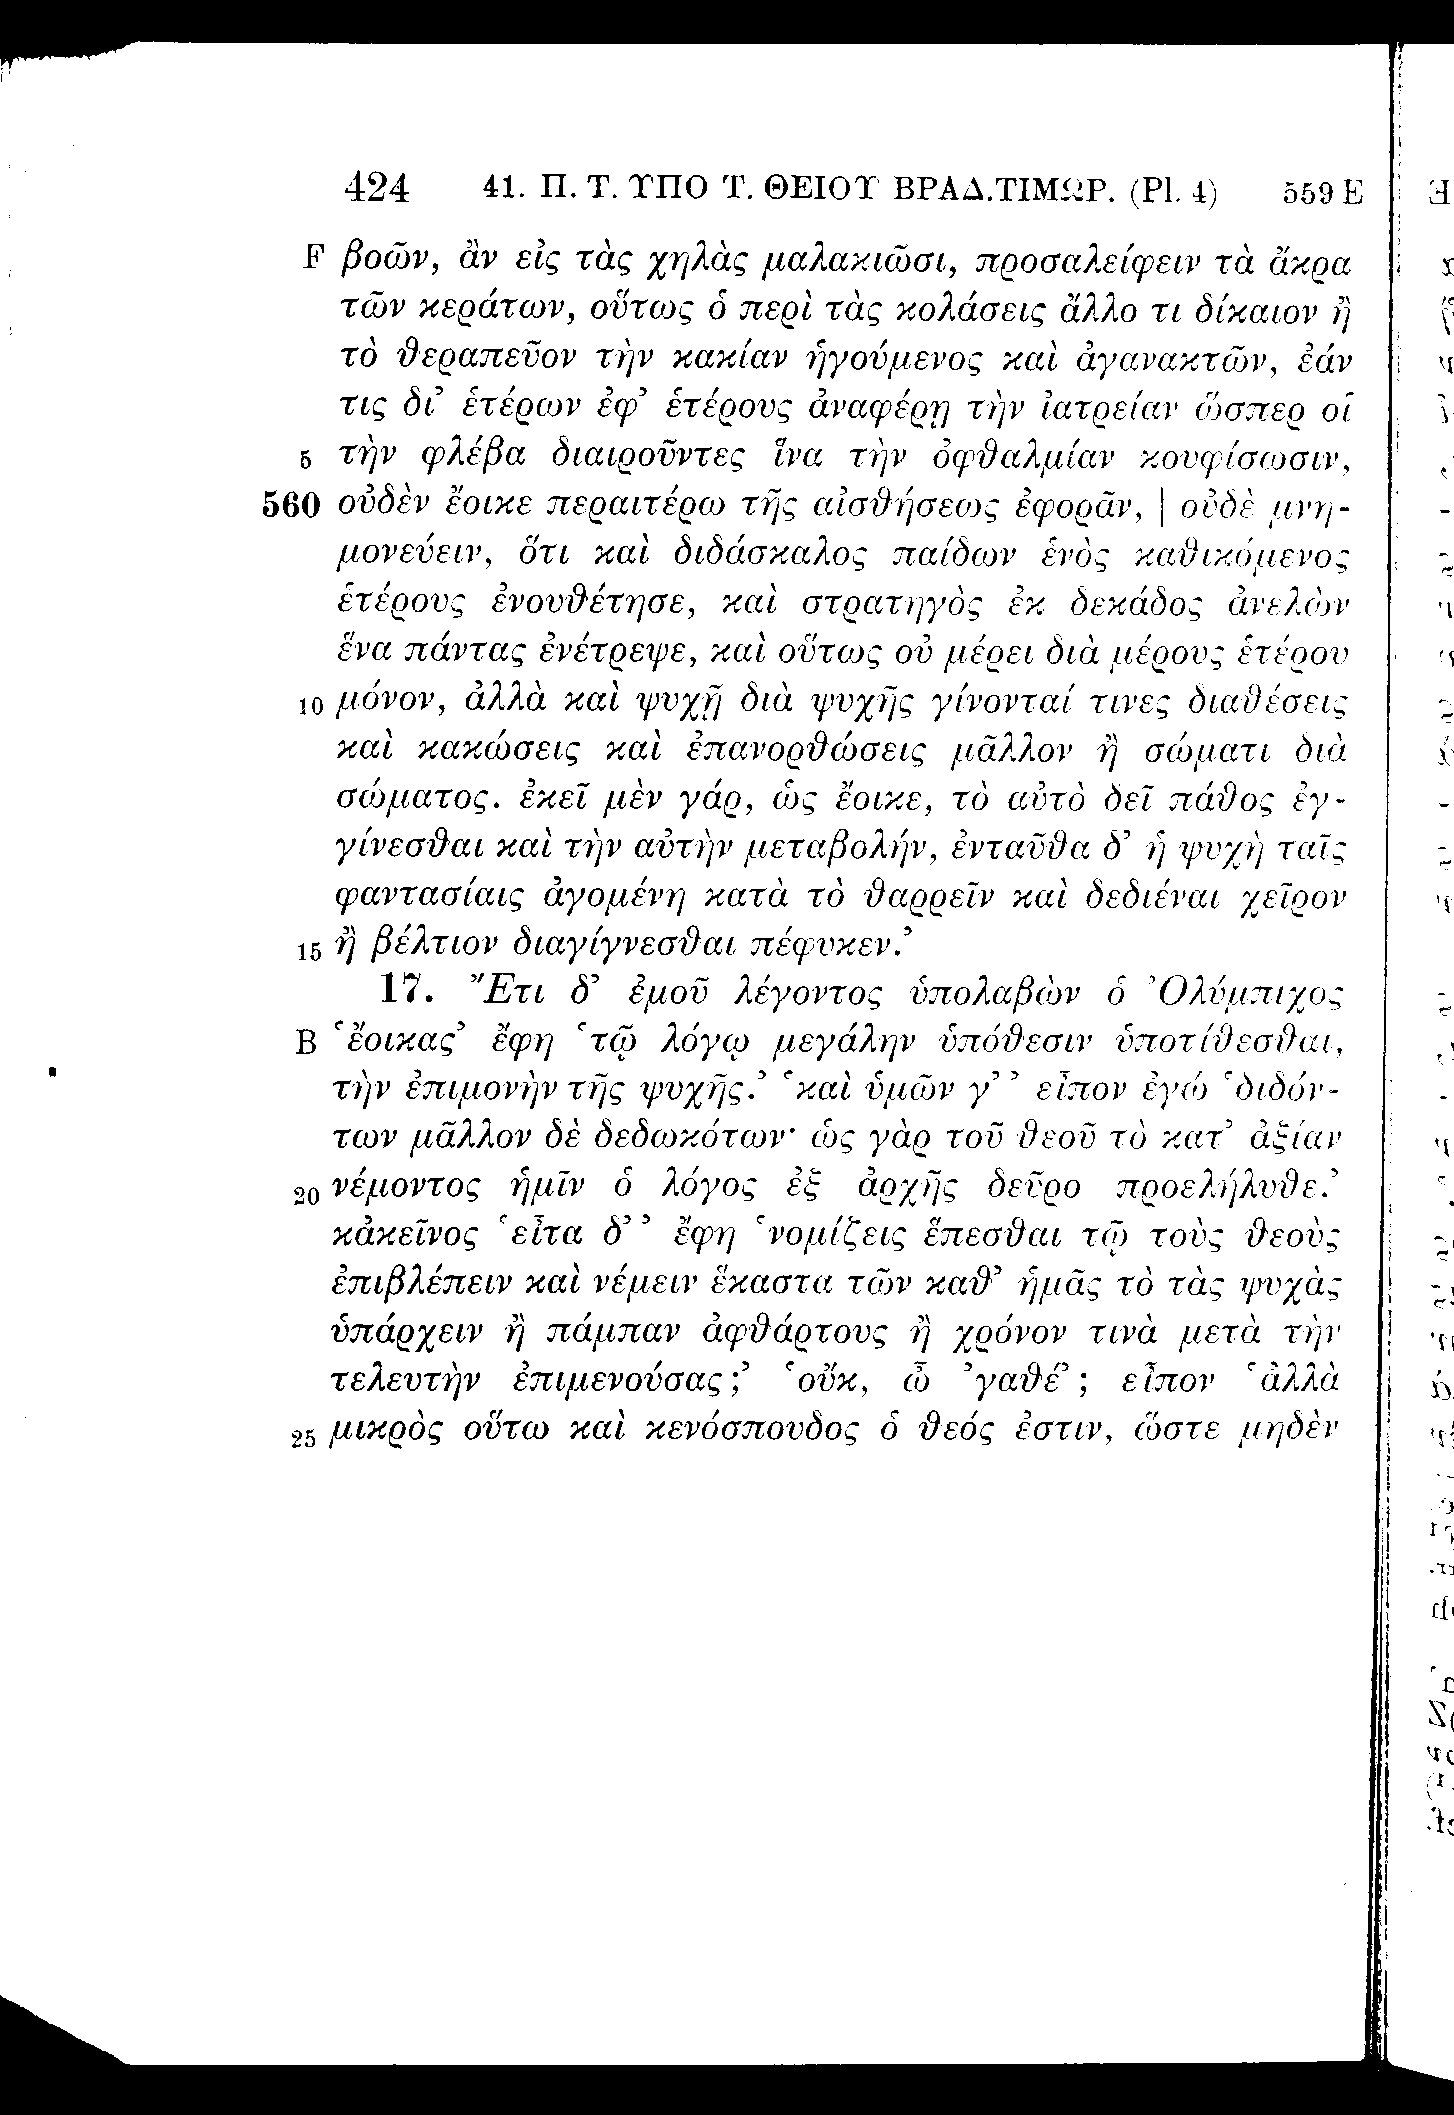 424 41. Π. Τ. ΥΠΟ Τ. ΘΕΙΟΥ ΒΡΑΔ.ΤΙΜΩΡ. (Pl. 4) 559 E
F βοῶν, ἂν εἰς τὰς χηλὰς μαλακιῶσι, προσαλείφειν τὰ ἄκρα
τῶν κεράτων, οὕτως ὁ περὶ τὰς κολάσεις ἄλλο τι δίκαιον ἢ
τὸ θεραπεῦον τὴν κακίαν ἡγούμενος καὶ ἀγανακτῶν, ἐάν
τις δι’ ἑτέρων ἐφ’ ἑτέρους ἀναφέρῃ τὴν ἰατρείαν ὥσπερ οἱ
5 τὴν φλέβα διαιροῦντες ἵνα τὴν ὀφθαλμίαν κουφίσωσιν,
560 οὐδὲν ἔοικε περαιτέρω τῆς αἰσθήσεως ἐφορᾶν, | οὐδὲ μνη-
μονεύειν, ὅτι καὶ διδάσκαλος παίδων ἑνὸς καθικόμενος
ἑτέρους ἐνουθέτησε, καὶ στρατηγὸς ἐκ δεκάδος ἀνελὼν
ἕνα πάντας ἐνέτρεψε, καὶ οὕτως οὐ μέρει διὰ μέρους ἑτέρου
10 μόνον, ἀλλὰ καὶ ψυχῇ διὰ ψυχῆς γίνονταί τινες διαθέσεις
καὶ κακώσεις καὶ ἐπανορθώσεις μᾶλλον ἢ σώματι διὰ
σώματος. ἐκεῖ μὲν γάρ, ὡς ἔοικε, τὸ αὐτὸ δεῖ πάθος ἐγ-
γίνεσθαι καὶ τὴν αὐτὴν μεταβολήν, ἐνταῦθα δ’ ἡ ψυχὴ ταῖς
φαντασίαις ἀγομένη κατὰ τὸ θαρρεῖν καὶ δεδιέναι χεῖρον
15 ἢ βέλτιον διαγίγνεσθαι πέφυκεν.’
17. Ἔτι δ’ ἐμοῦ λέγοντος ὑπολαβὼν ὁ Ὀλύμπιχος
B ‘ἔοικας’ ἔφη ‘τῷ λόγῳ μεγάλην ὑπόθεσιν ὑποτίθεσθαι,
τὴν ἐπιμονὴν τῆς ψυχῆς.’ ‘καὶ ὑμῶν γ’ ’ εἶπον ἐγώ ‘διδόν-
των μᾶλλον δὲ δεδωκότων· ὡς γὰρ τοῦ θεοῦ τὸ κατ’ ἀξίαν
20 νέμοντος ἡμῖν ὁ λόγος ἐξ ἀρχῆς δεῦρο προελήλυθε.’
κἀκεῖνος ‘εἶτα δ’ ’ ἔφη ‘νομίζεις ἕπεσθαι τῷ τοὺς θεοὺς
ἐπιβλέπειν καὶ νέμειν ἕκαστα τῶν καθ’ ἡμᾶς τὸ τὰς ψυχὰς
ὑπάρχειν ἢ πάμπαν ἀφθάρτους ἢ χρόνον τινὰ μετὰ τὴν
τελευτὴν ἐπιμενούσας;’ ‘οὔκ, ὦ ’γαθέ’; εἶπον ‘ἀλλὰ
25 μικρὸς οὕτω καὶ κενόσπουδος ὁ θεός ἐστιν, ὥστε μηδὲν